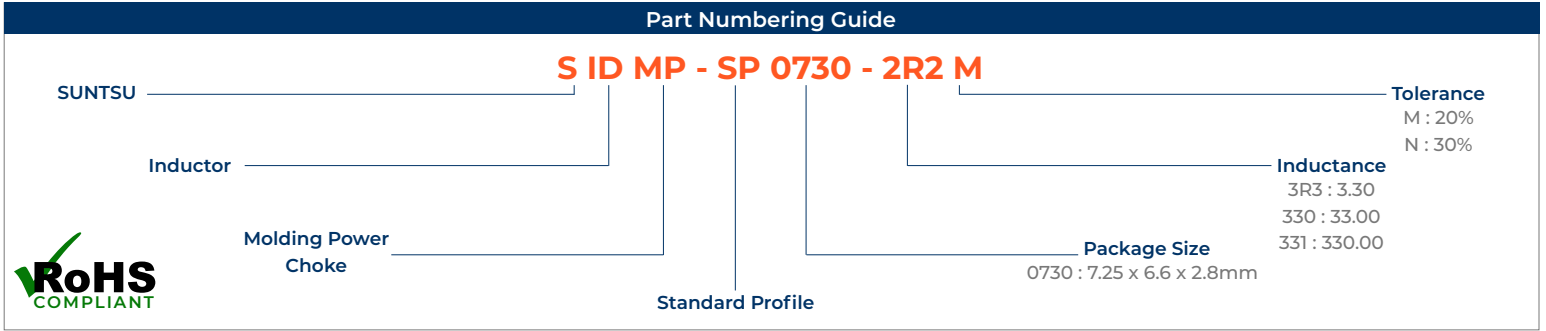 Part Numbering Guide
S ID MP - SP 0730 - 2R2 M
SUNTSU
Tolerance
M : 20%
N : 30%
Inductor
Inductance
3R3 : 3.30
330 : 33.00
331 : 330.00
Molding Power
Choke
Package Size
0730 : 7.25 x 6.6 x 2.8mm
Standard Profile
RoHS
COMPLIANT